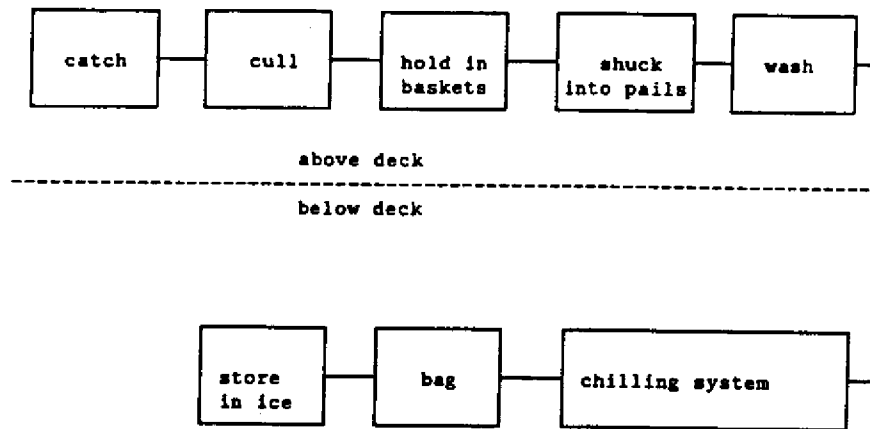 catch
cull
hold in
baskets
shuck
into pails
wash
above deck
below deck
store
in ice
bag
chilling system